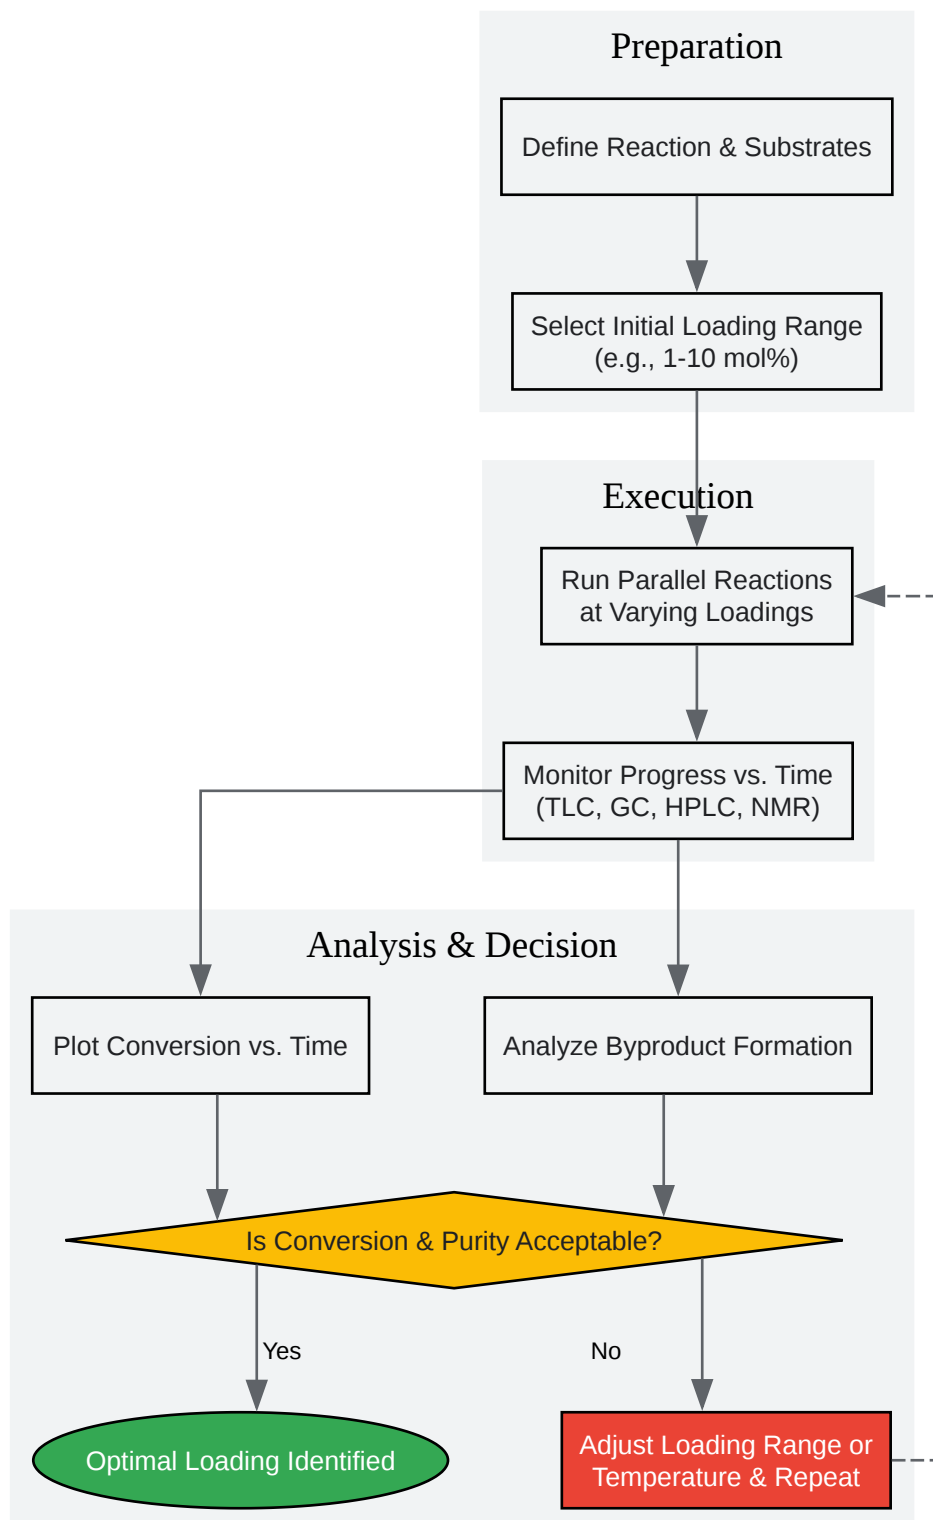 Preparation
Define Reaction & Substrates
Select Initial Loading Range
(e.g., 1-10 mol%)
Execution
Run Parallel Reactions
at Varying Loadings
Monitor Progress vs. Time
(TLC, GC, HPLC, NMR)
Analysis & Decision
Plot Conversion vs. Time
Analyze Byproduct Formation
Is Conversion & Purity Acceptable?
Yes
No
Optimal Loading Identified
Adjust Loading Range or
Temperature & Repeat